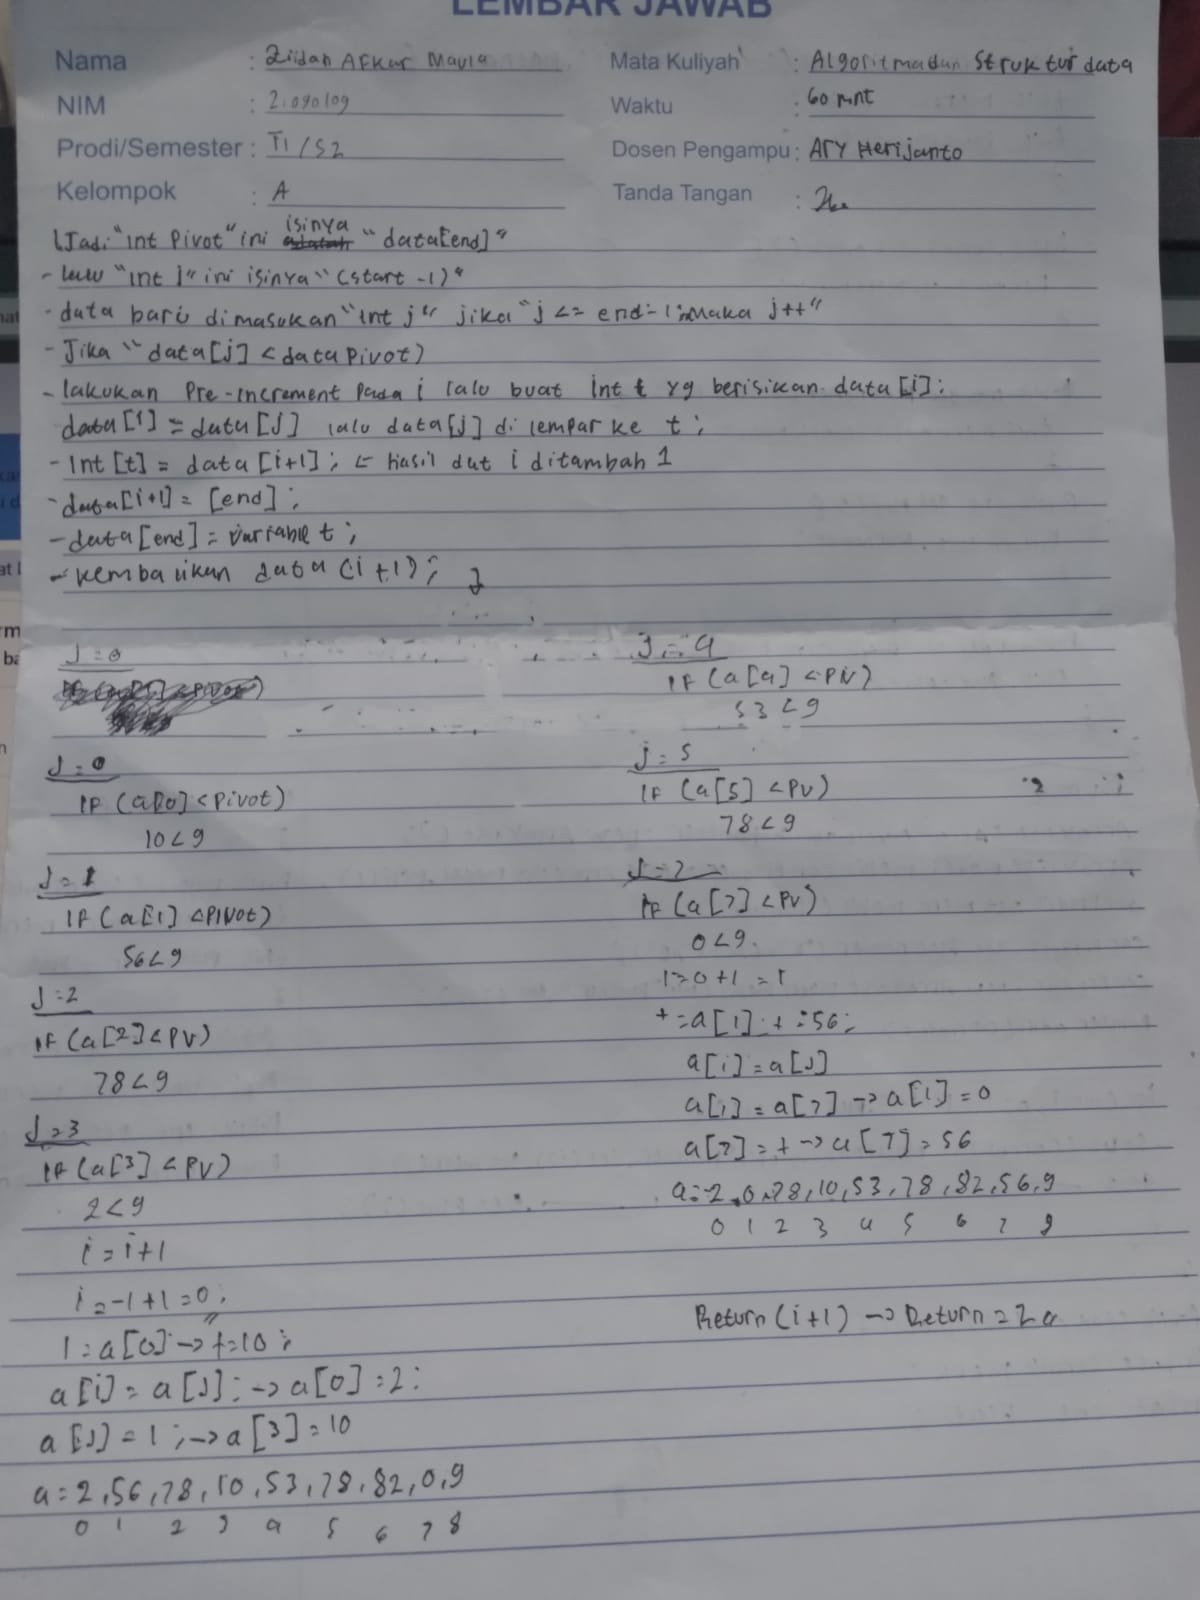 LEMBAR JAWAB
Nama : Ziidan Afkar Maula
NIM : 21090109
Prodi/Semester : TI/S2
Kelompok : A
Mata Kuliyah : Algoritma dan Struktur data
Waktu : 60 mnt
Dosen Pengampu : Ary Herijanto
Tanda Tangan :
1.Jadi "int Pivot" ini isinya "data[end]"
- lalu "int i" ini isinya "(start -1)"
- data baru dimasukan "int j" jika "j <= end-1; Maka j++"
- Jika "data[j] < data Pivot)
- lakukan Pre-increment pada i lalu buat int t yg berisikan data[i];
data[i] = data[J] lalu data[j] di lempar ke t;
- Int[t] = data[i+1]; ← Hasil dat i ditambah 1
- data[i+1] = [end];
- data[end] = variable t;
- kembalikan data (i+1); }
J=0
J=0
IF (a[0] < Pivot)
10<9
J=1
IF (a[1] <PIVot)
56<9
J=2
IF (a[2] < PV)
78<9
J=3
IF (a[3] < PV)
2<9
i=i+1
i=-1+1=0;
1=a[0] -> t=10;
a[i] = a[J]; -> a[0] =2;
a[J] = 1; -> a[3] = 10
a=2,56,78,10,53,78,82,0,9
0 1 2 3 4 5 6 7 8
J=4
IF (a[4] <PV)
53<9
j=5
IF (a[5] <PV)
78<9
J=7
IF (a[7] <PV)
0<9.
i=0+1=1
t=a[1]; t=56;
a[i]=a[J]
a[i]=a[7] -> a[1]=0
a[7]=t -> a[7]=56
a=2,0,78,10,53,78,82,56,9
0 1 2 3 4 5 6 7 8
Return (i+1) -> Return =2